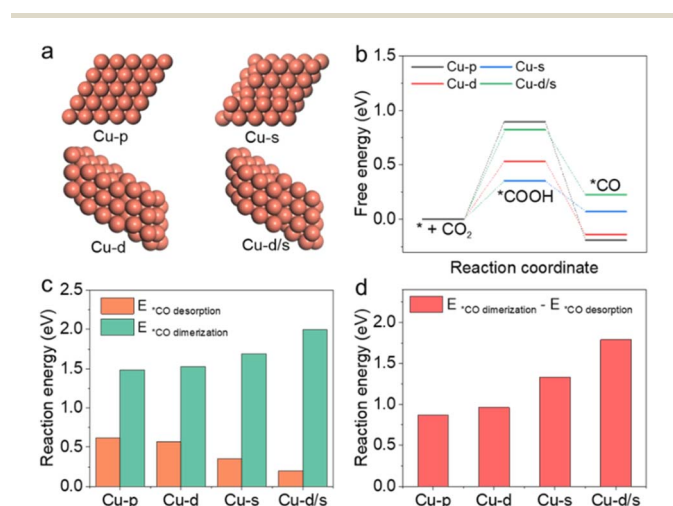 a
Cu-p
Cu-s
Cu-d
Cu-d/s
b
1.5
1.0
0.5
0.0
Free energy (eV)
Cu-p
Cu-s
Cu-d
Cu-d/s
* + CO2
*COOH
*CO
Reaction coordinate
c
2.5
2.0
1.5
1.0
0.5
0.0
Reaction energy (eV)
E *CO desorption
E *CO dimerization
Cu-p Cu-d Cu-s Cu-d/s
d
2.0
1.5
1.0
0.5
0.0
Reaction energy (eV)
E *CO dimerization - E *CO desorption
Cu-p Cu-d Cu-s Cu-d/s